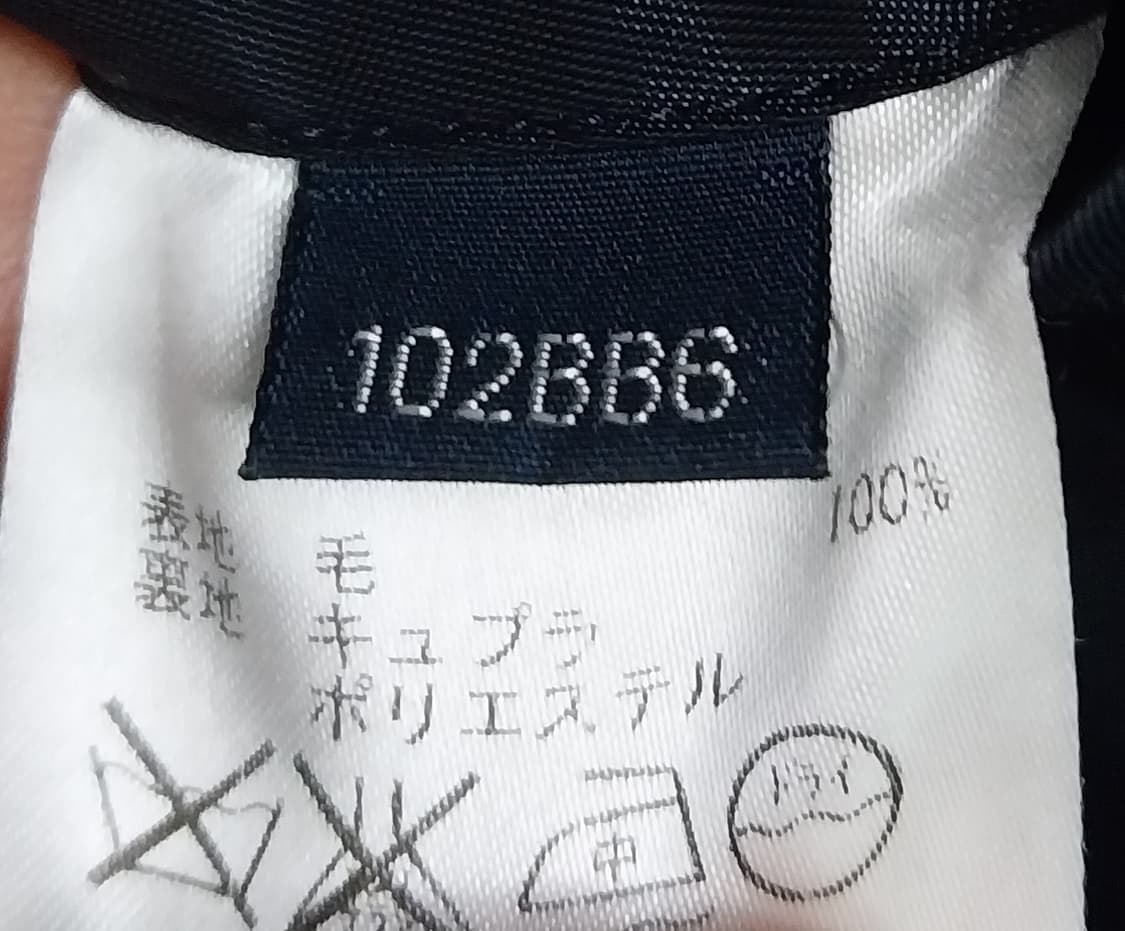 102BB6
表地 毛 100%
裏地 キュプラ
ポリエステル
中
ドライ